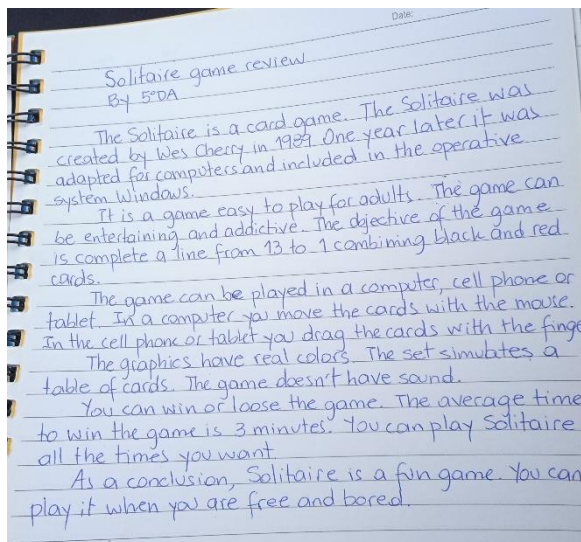 Date:
Solitaire game review
By 5°DA
The Solitaire is a card game. The Solitaire was
created by Wes Cherry in 1989. One year later it was
adapted for computers and included in the operative
system Windows.
It is a game easy to play for adults. The game can
be entertaining and addictive. The objective of the game
is complete a line from 13 to 1 combining black and red
cards.
The game can be played in a computer, cell phone or
tablet. In a computer you move the cards with the mouse.
In the cell phone or tablet you drag the cards with the finge
The graphics have real colors. The set simulates a
table of cards. The game doesn't have sound.
You can win or loose the game. The average time
to win the game is 3 minutes. You can play Solitaire
all the times you want
As a conclusion, Solitaire is a fun game. You can
play it when you are free and bored.